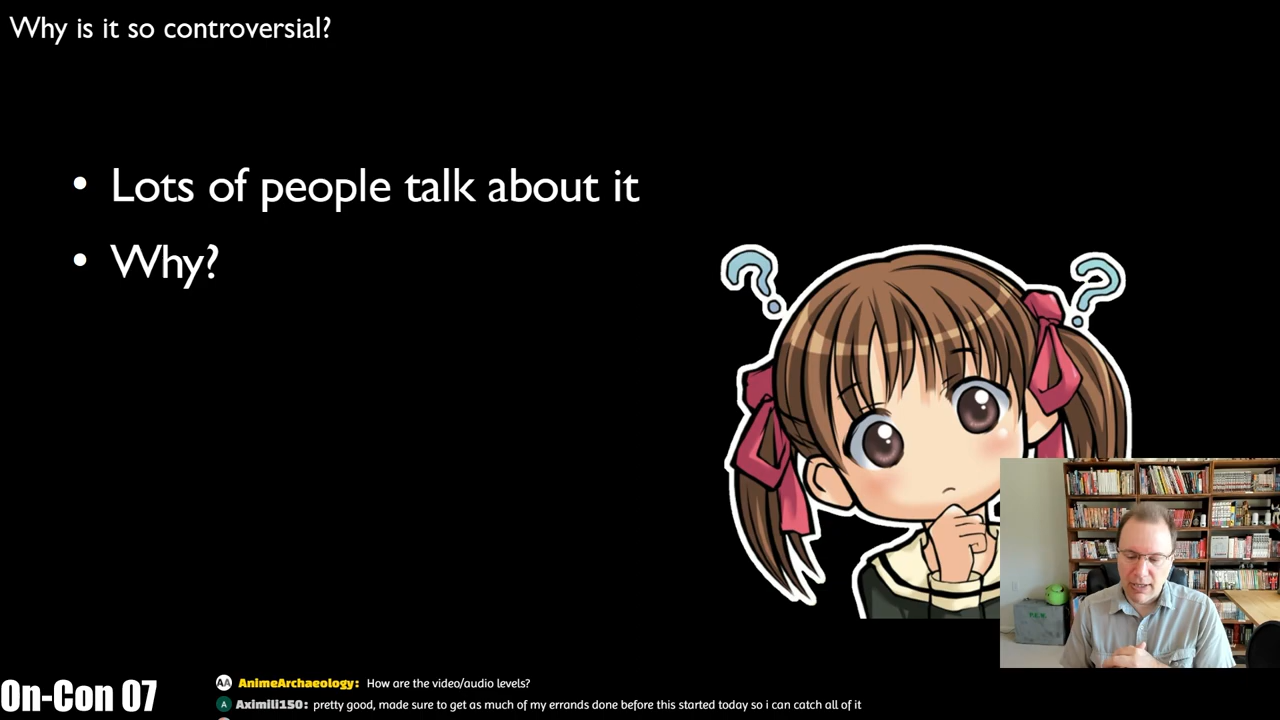 Why is it so controversial?
• Lots of people talk about it
• Why?
? ?
On-Con 07
AA AnimeArchaeology: How are the video/audio levels?
A Aximili150: pretty good, made sure to get as much of my errands done before this started today so i can catch all of it